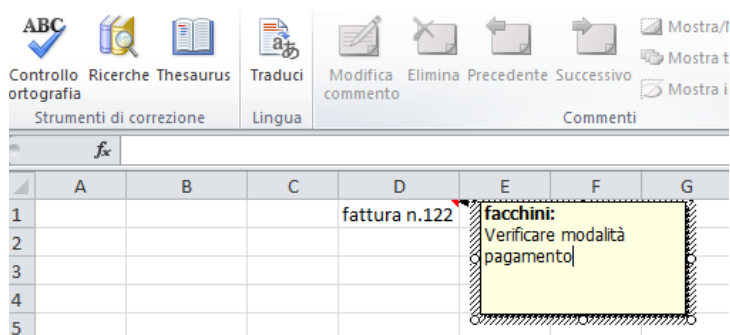 ABC
Controllo ortografia
Ricerche
Thesaurus
Traduci
Modifica commento
Elimina
Precedente
Successivo
Mostra/
Mostra t
Mostra i
Strumenti di correzione
Lingua
Commenti
fx
A B C D E F G
1 fattura n.122
facchini:
2 Verificare modalità
3 pagamento
4
5